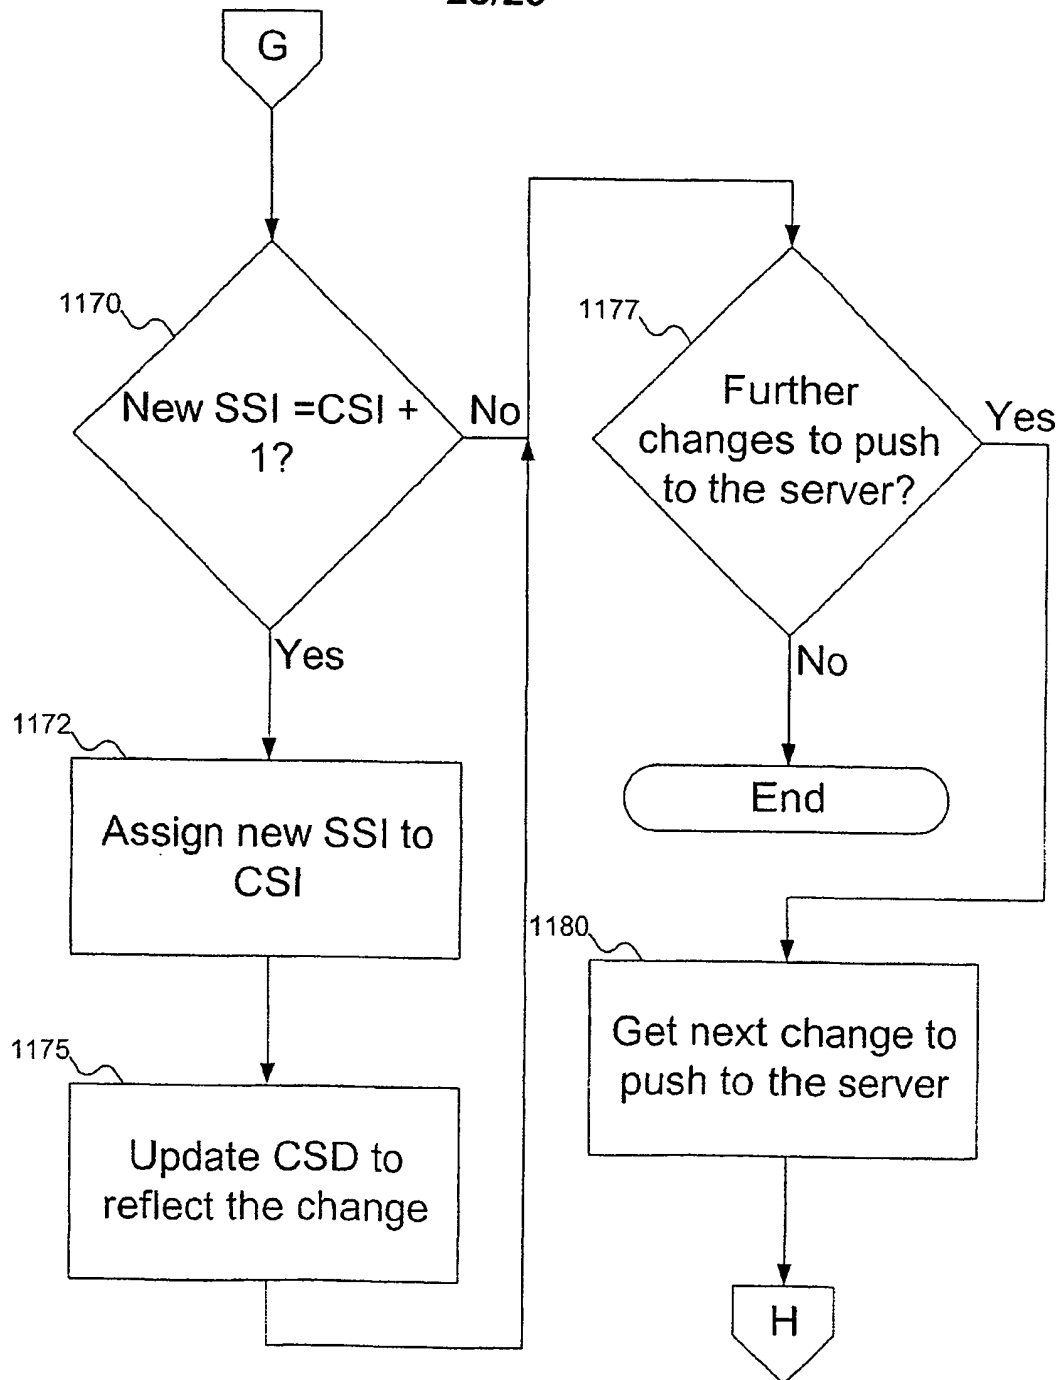 G
1170
New SSI =CSI +
1?
No
Yes
1172
Assign new SSI to
CSI
1175
Update CSD to
reflect the change
1177
Further
changes to push
to the server?
Yes
No
End
1180
Get next change to
push to the server
H